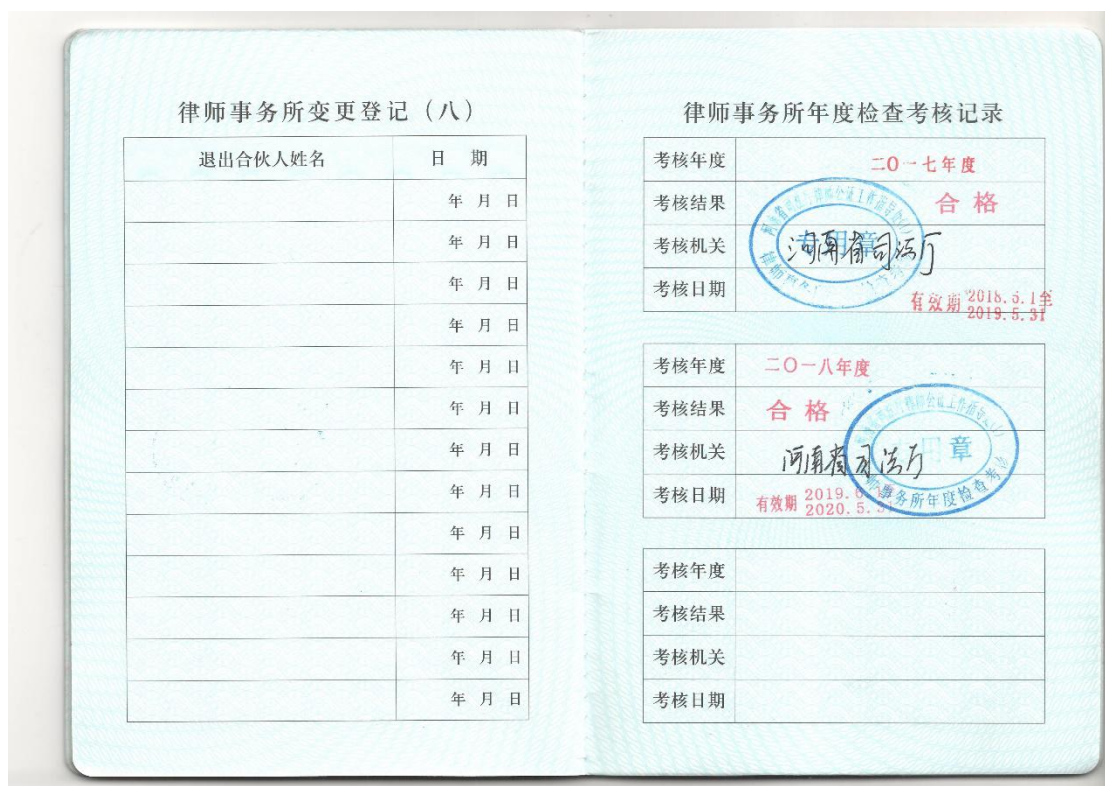 律师事务所变更登记（八）
退出合伙人姓名 日 期
年 月 日
年 月 日
年 月 日
年 月 日
年 月 日
年 月 日
年 月 日
年 月 日
年 月 日
年 月 日
年 月 日
年 月 日
年 月 日
律师事务所年度检查考核记录
考核年度 二〇一七年度
考核结果 合格
考核机关 河南省司法厅
专用章
考核日期
有效期 2018.6.1至
2019.5.31
考核年度 二〇一八年度
考核结果 合格
考核机关 河南省司法厅
章
考核日期 有效期 2019.
2020.5.31
事务所年度检查考
考核年度
考核结果
考核机关
考核日期